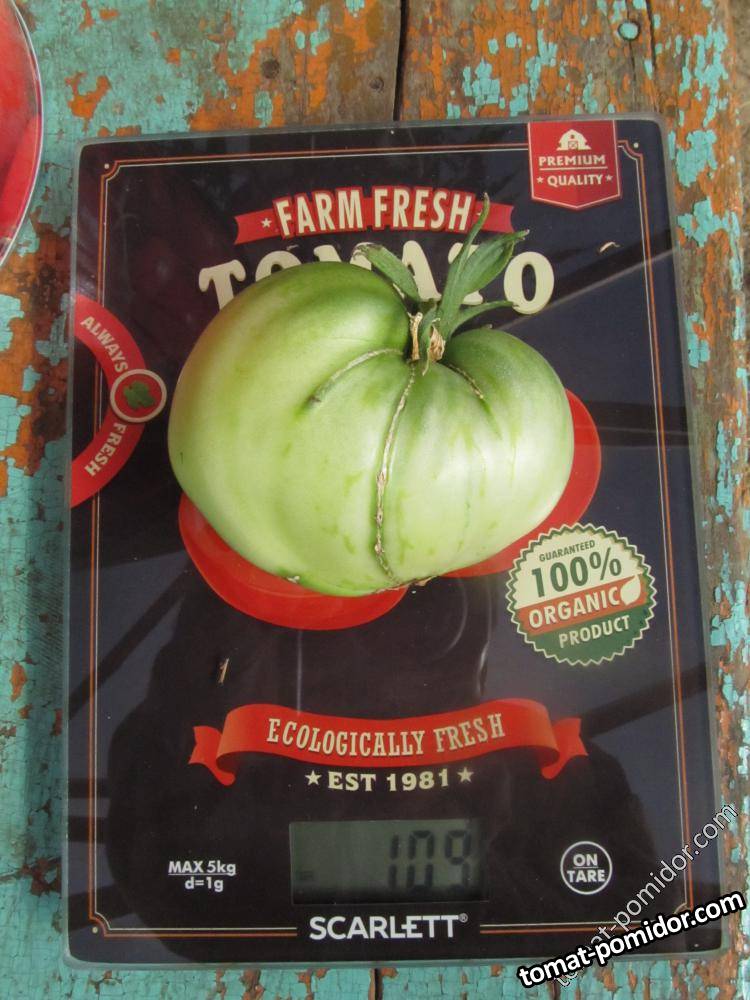 PREMIUM
QUALITY
FARM FRESH
TOMATO
ALWAYS
FRESH
GUARANTEED
100%
ORGANIC
PRODUCT
ECOLOGICALLY FRESH
EST 1981
109
MAX 5kg
d=1g
ON
TARE
SCARLETT®
tomat-pomidor.com
tomat-pomidor.com